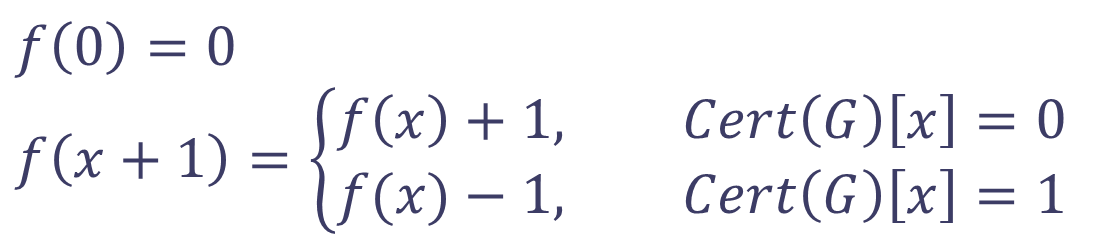 f(0) = 0
f(x + 1) = { f(x) + 1, Cert(G)[x] = 0
f(x) − 1, Cert(G)[x] = 1